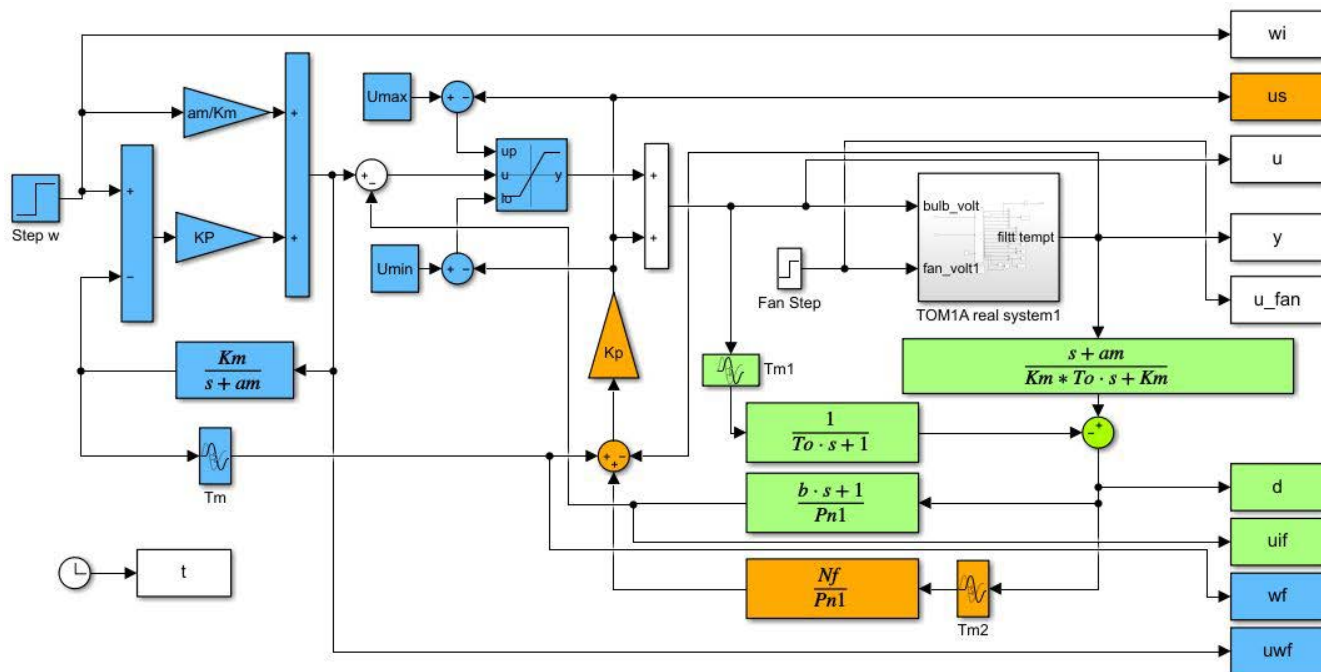 wi
Umax
+ -
us
am/Km
+
up
u
y
lo
+
-
+
u
+
-
Step w
KP
+
+
bulb_volt
filtt tempt
fan_volt1
y
Umin
+ -
Fan Step
TOM1A real system1
u_fan
Kp
Km
s + am
Tm1
s + am
Km * To · s + Km
1
To · s + 1
- +
Tm
+ -
+
b · s + 1
Pn1
d
uif
t
Nf
Pn1
Tm2
wf
uwf